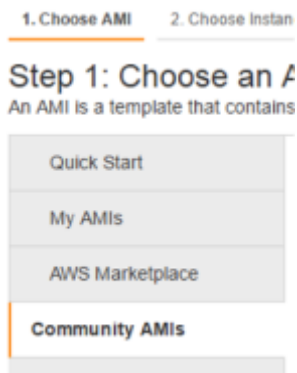 1. Choose AMI 2. Choose Instan
Step 1: Choose an A
An AMI is a template that contains
Quick Start
My AMIs
AWS Marketplace
Community AMIs